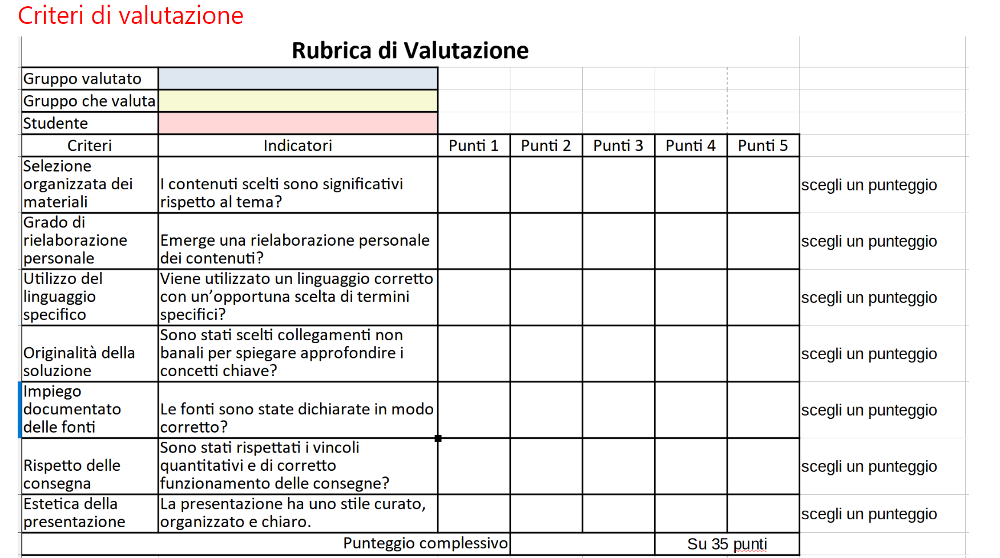 Criteri di valutazione
Rubrica di Valutazione
Gruppo valutato
Gruppo che valuta
Studente
Criteri Indicatori Punti 1 Punti 2 Punti 3 Punti 4 Punti 5
Selezione
organizzata dei
materiali
I contenuti scelti sono significativi
rispetto al tema?
scegli un punteggio
Grado di
rielaborazione
personale
Emerge una rielaborazione personale
dei contenuti?
scegli un punteggio
Utilizzo del
linguaggio
specifico
Viene utilizzato un linguaggio corretto
con un’opportuna scelta di termini
specifici?
scegli un punteggio
Originalità della
soluzione
Sono stati scelti collegamenti non
banali per spiegare approfondire i
concetti chiave?
scegli un punteggio
Impiego
documentato
delle fonti
Le fonti sono state dichiarate in modo
corretto?
scegli un punteggio
Rispetto delle
consegna
Sono stati rispettati i vincoli
quantitativi e di corretto
funzionamento delle consegne?
scegli un punteggio
Estetica della
presentazione
La presentazione ha uno stile curato,
organizzato e chiaro.
scegli un punteggio
Punteggio complessivo Su 35 punti